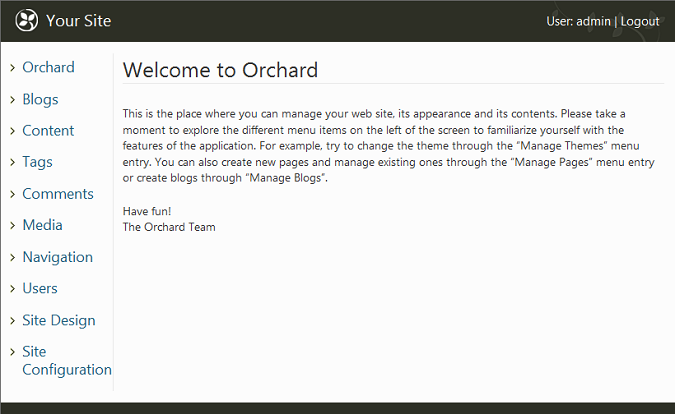 Your Site
User: admin | Logout
Orchard
Blogs
Content
Tags
Comments
Media
Navigation
Users
Site Design
Site
Configuration
Welcome to Orchard
This is the place where you can manage your web site, its appearance and its contents. Please take a
moment to explore the different menu items on the left of the screen to familiarize yourself with the
features of the application. For example, try to change the theme through the “Manage Themes” menu
entry. You can also create new pages and manage existing ones through the “Manage Pages” menu entry
or create blogs through “Manage Blogs”.
Have fun!
The Orchard Team